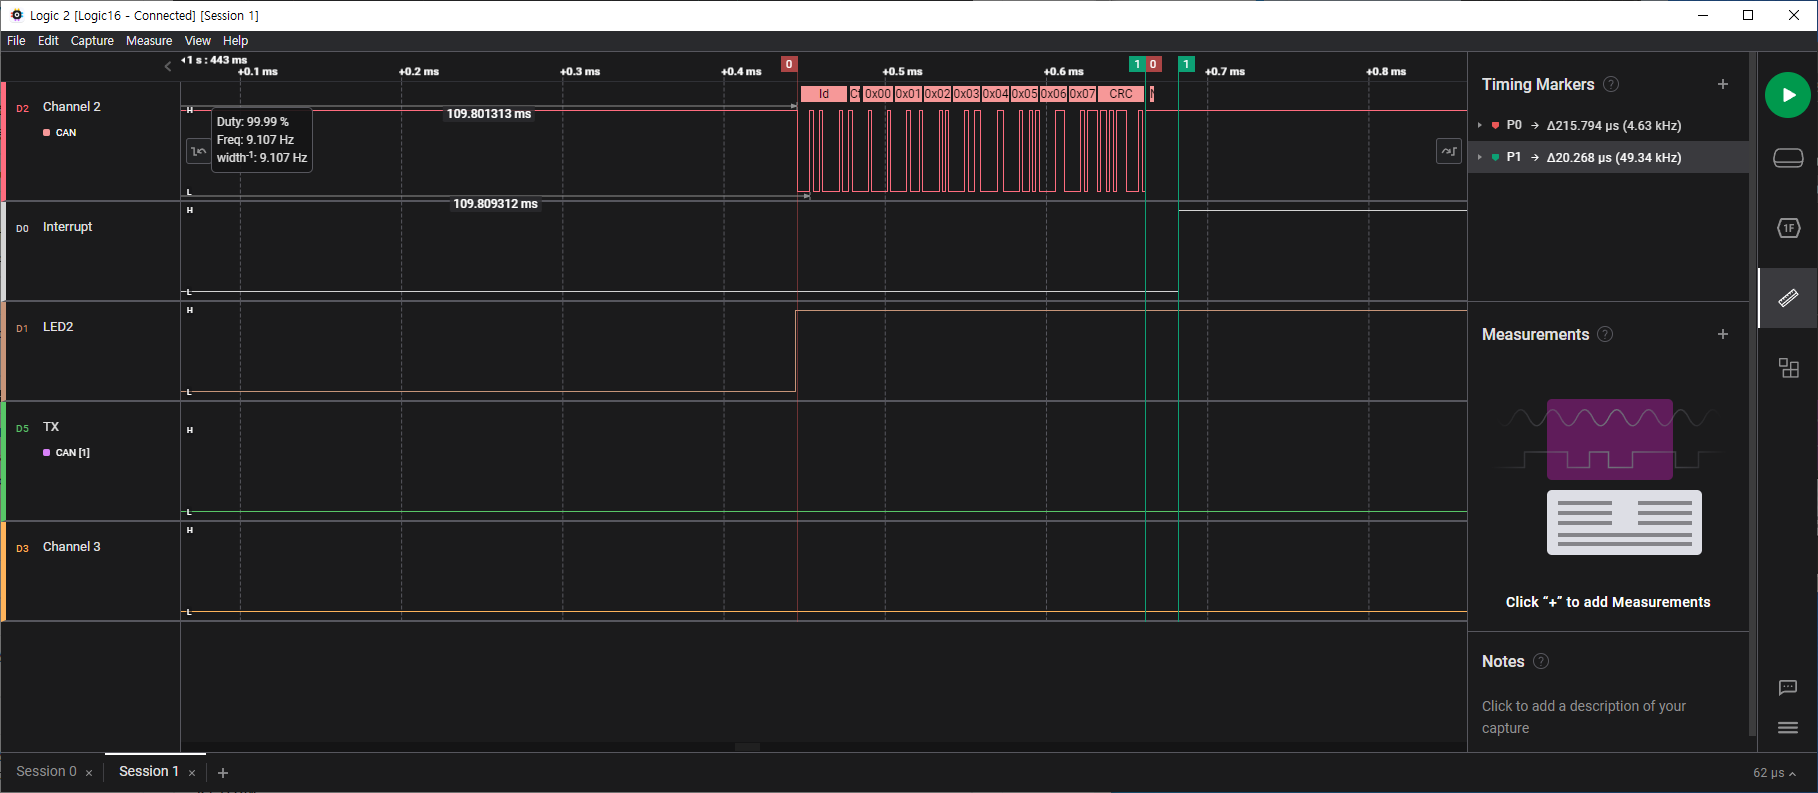 Logic 2 [Logic16 - Connected] [Session 1]
File Edit Capture Measure View Help
1 s : 443 ms
+0.1 ms +0.2 ms +0.3 ms +0.4 ms +0.5 ms +0.6 ms +0.7 ms +0.8 ms
0 1 0 1
D2 Channel 2
CAN
H
L
Duty: 99.99 %
Freq: 9.107 Hz
width-1: 9.107 Hz
109.801313 ms
109.809312 ms
Id 0x00 0x01 0x02 0x03 0x04 0x05 0x06 0x07 CRC
D0 Interrupt
H
L
D1 LED2
H
L
D5 TX
CAN [1]
H
L
D3 Channel 3
H
L
Timing Markers ? +
P0 → Δ215.794 µs (4.63 kHz)
P1 → Δ20.268 µs (49.34 kHz)
Measurements ? +
Click “+” to add Measurements
Notes ?
Click to add a description of your
capture
1F
Session 0 × Session 1 × +
62 µs